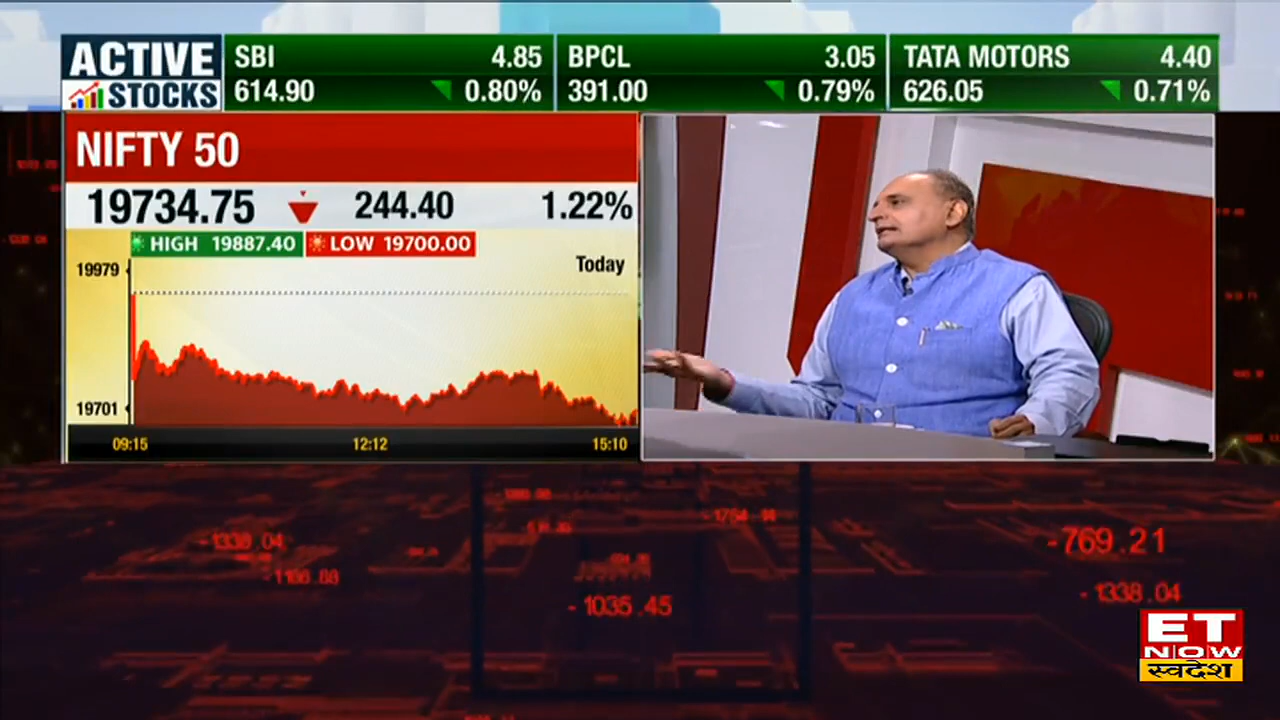 ACTIVE
STOCKS
SBI 4.85
614.90 0.80%
BPCL 3.05
391.00 0.79%
TATA MOTORS 4.40
626.05 0.71%
NIFTY 50
19734.75 244.40 1.22%
HIGH 19887.40 LOW 19700.00
Today
19979
19701
09:15 12:12 15:10
-1338.04
-1035.45
-769.21
-1338.04
ET
NOW
स्वदेश